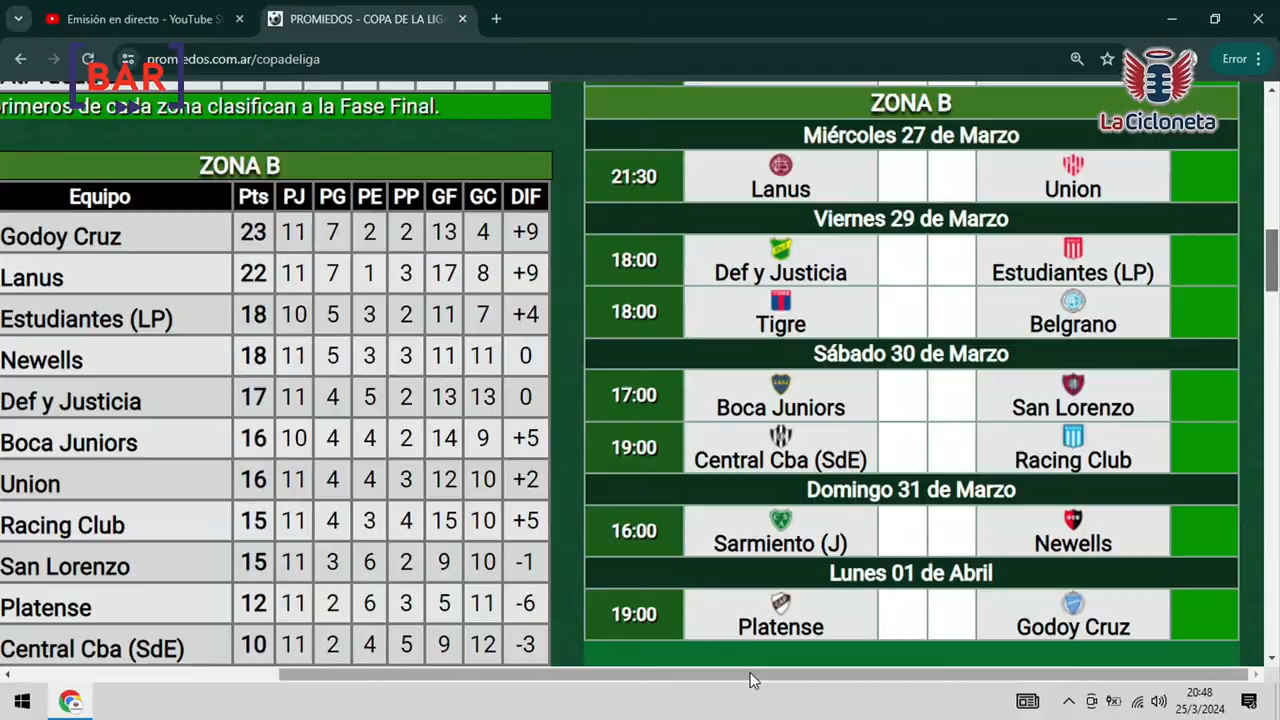 Emisión en directo - YouTube S
PROMIEDOS - COPA DE LA LIG
promiedos.com.ar/copadeliga
Error
BAR
LaCicloneta
primeros de cada zona clasifican a la Fase Final.
ZONA B
Equipo Pts PJ PG PE PP GF GC DIF
Godoy Cruz 23 11 7 2 2 13 4 +9
Lanus 22 11 7 1 3 17 8 +9
Estudiantes (LP) 18 10 5 3 2 11 7 +4
Newells 18 11 5 3 3 11 11 0
Def y Justicia 17 11 4 5 2 13 13 0
Boca Juniors 16 10 4 4 2 14 9 +5
Union 16 11 4 4 3 12 10 +2
Racing Club 15 11 4 3 4 15 10 +5
San Lorenzo 15 11 3 6 2 9 10 -1
Platense 12 11 2 6 3 5 11 -6
Central Cba (SdE) 10 11 2 4 5 9 12 -3
ZONA B
Miércoles 27 de Marzo
21:30 Lanus Union
Viernes 29 de Marzo
18:00 Def y Justicia Estudiantes (LP)
18:00 Tigre Belgrano
Sábado 30 de Marzo
17:00 Boca Juniors San Lorenzo
19:00 Central Cba (SdE) Racing Club
Domingo 31 de Marzo
16:00 Sarmiento (J) Newells
Lunes 01 de Abril
19:00 Platense Godoy Cruz
20:48
25/3/2024